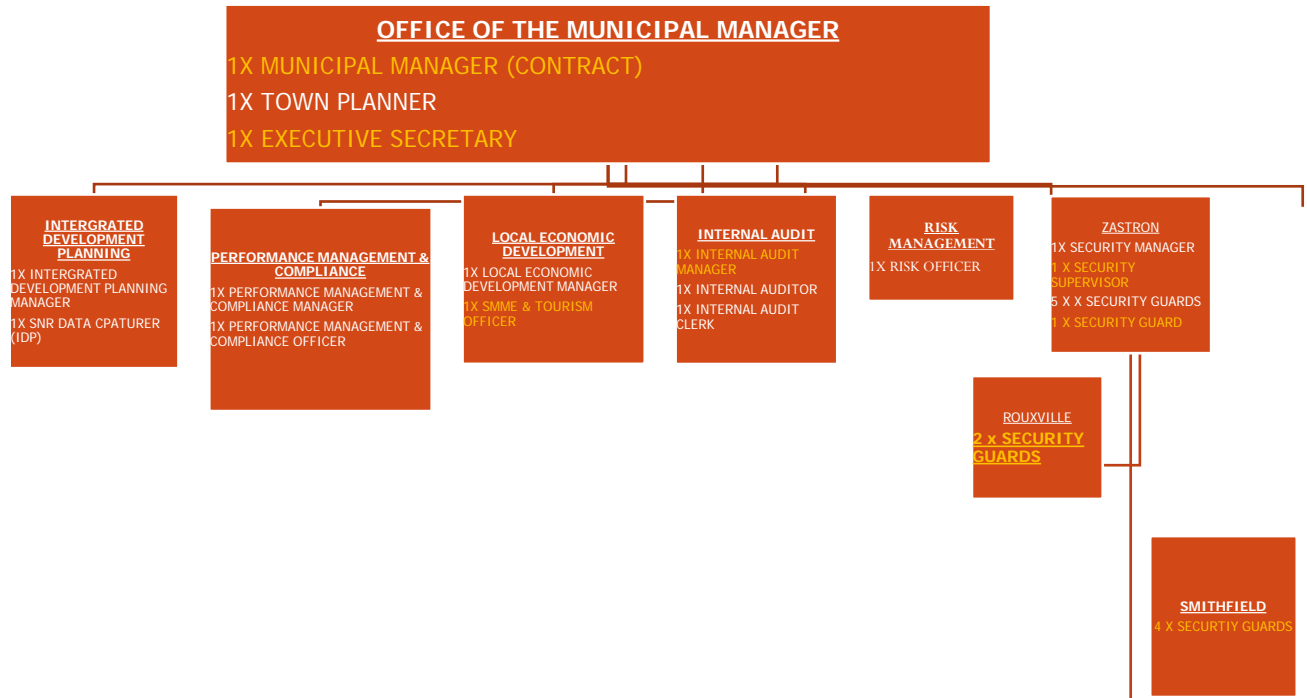 OFFICE OF THE MUNICIPAL MANAGER
1X MUNICIPAL MANAGER (CONTRACT)
1X TOWN PLANNER
1X EXECUTIVE SECRETARY
INTERGRATED
DEVELOPMENT
PLANNING
1X INTERGRATED
DEVELOPMENT PLANNING
MANAGER
1X SNR DATA CPATURER
(IDP)
PERFORMANCE MANAGEMENT &
COMPLIANCE
1X PERFORMANCE MANAGEMENT &
COMPLIANCE MANAGER
1X PERFORMANCE MANAGEMENT &
COMPLIANCE OFFICER
LOCAL ECONOMIC
DEVELOPMENT
1X LOCAL ECONOMIC
DEVELOPMENT MANAGER
1X SMME & TOURISM
OFFICER
INTERNAL AUDIT
1X INTERNAL AUDIT
MANAGER
1X INTERNAL AUDITOR
1X INTERNAL AUDIT
CLERK
RISK
MANAGEMENT
1X RISK OFFICER
ZASTRON
1X SECURITY MANAGER
1 X SECURITY
SUPERVISOR
5 X X SECURITY GUARDS
1 X SECURITY GUARD
ROUXVILLE
2 x SECURITY
GUARDS
SMITHFIELD
4 X SECURTIY GUARDS